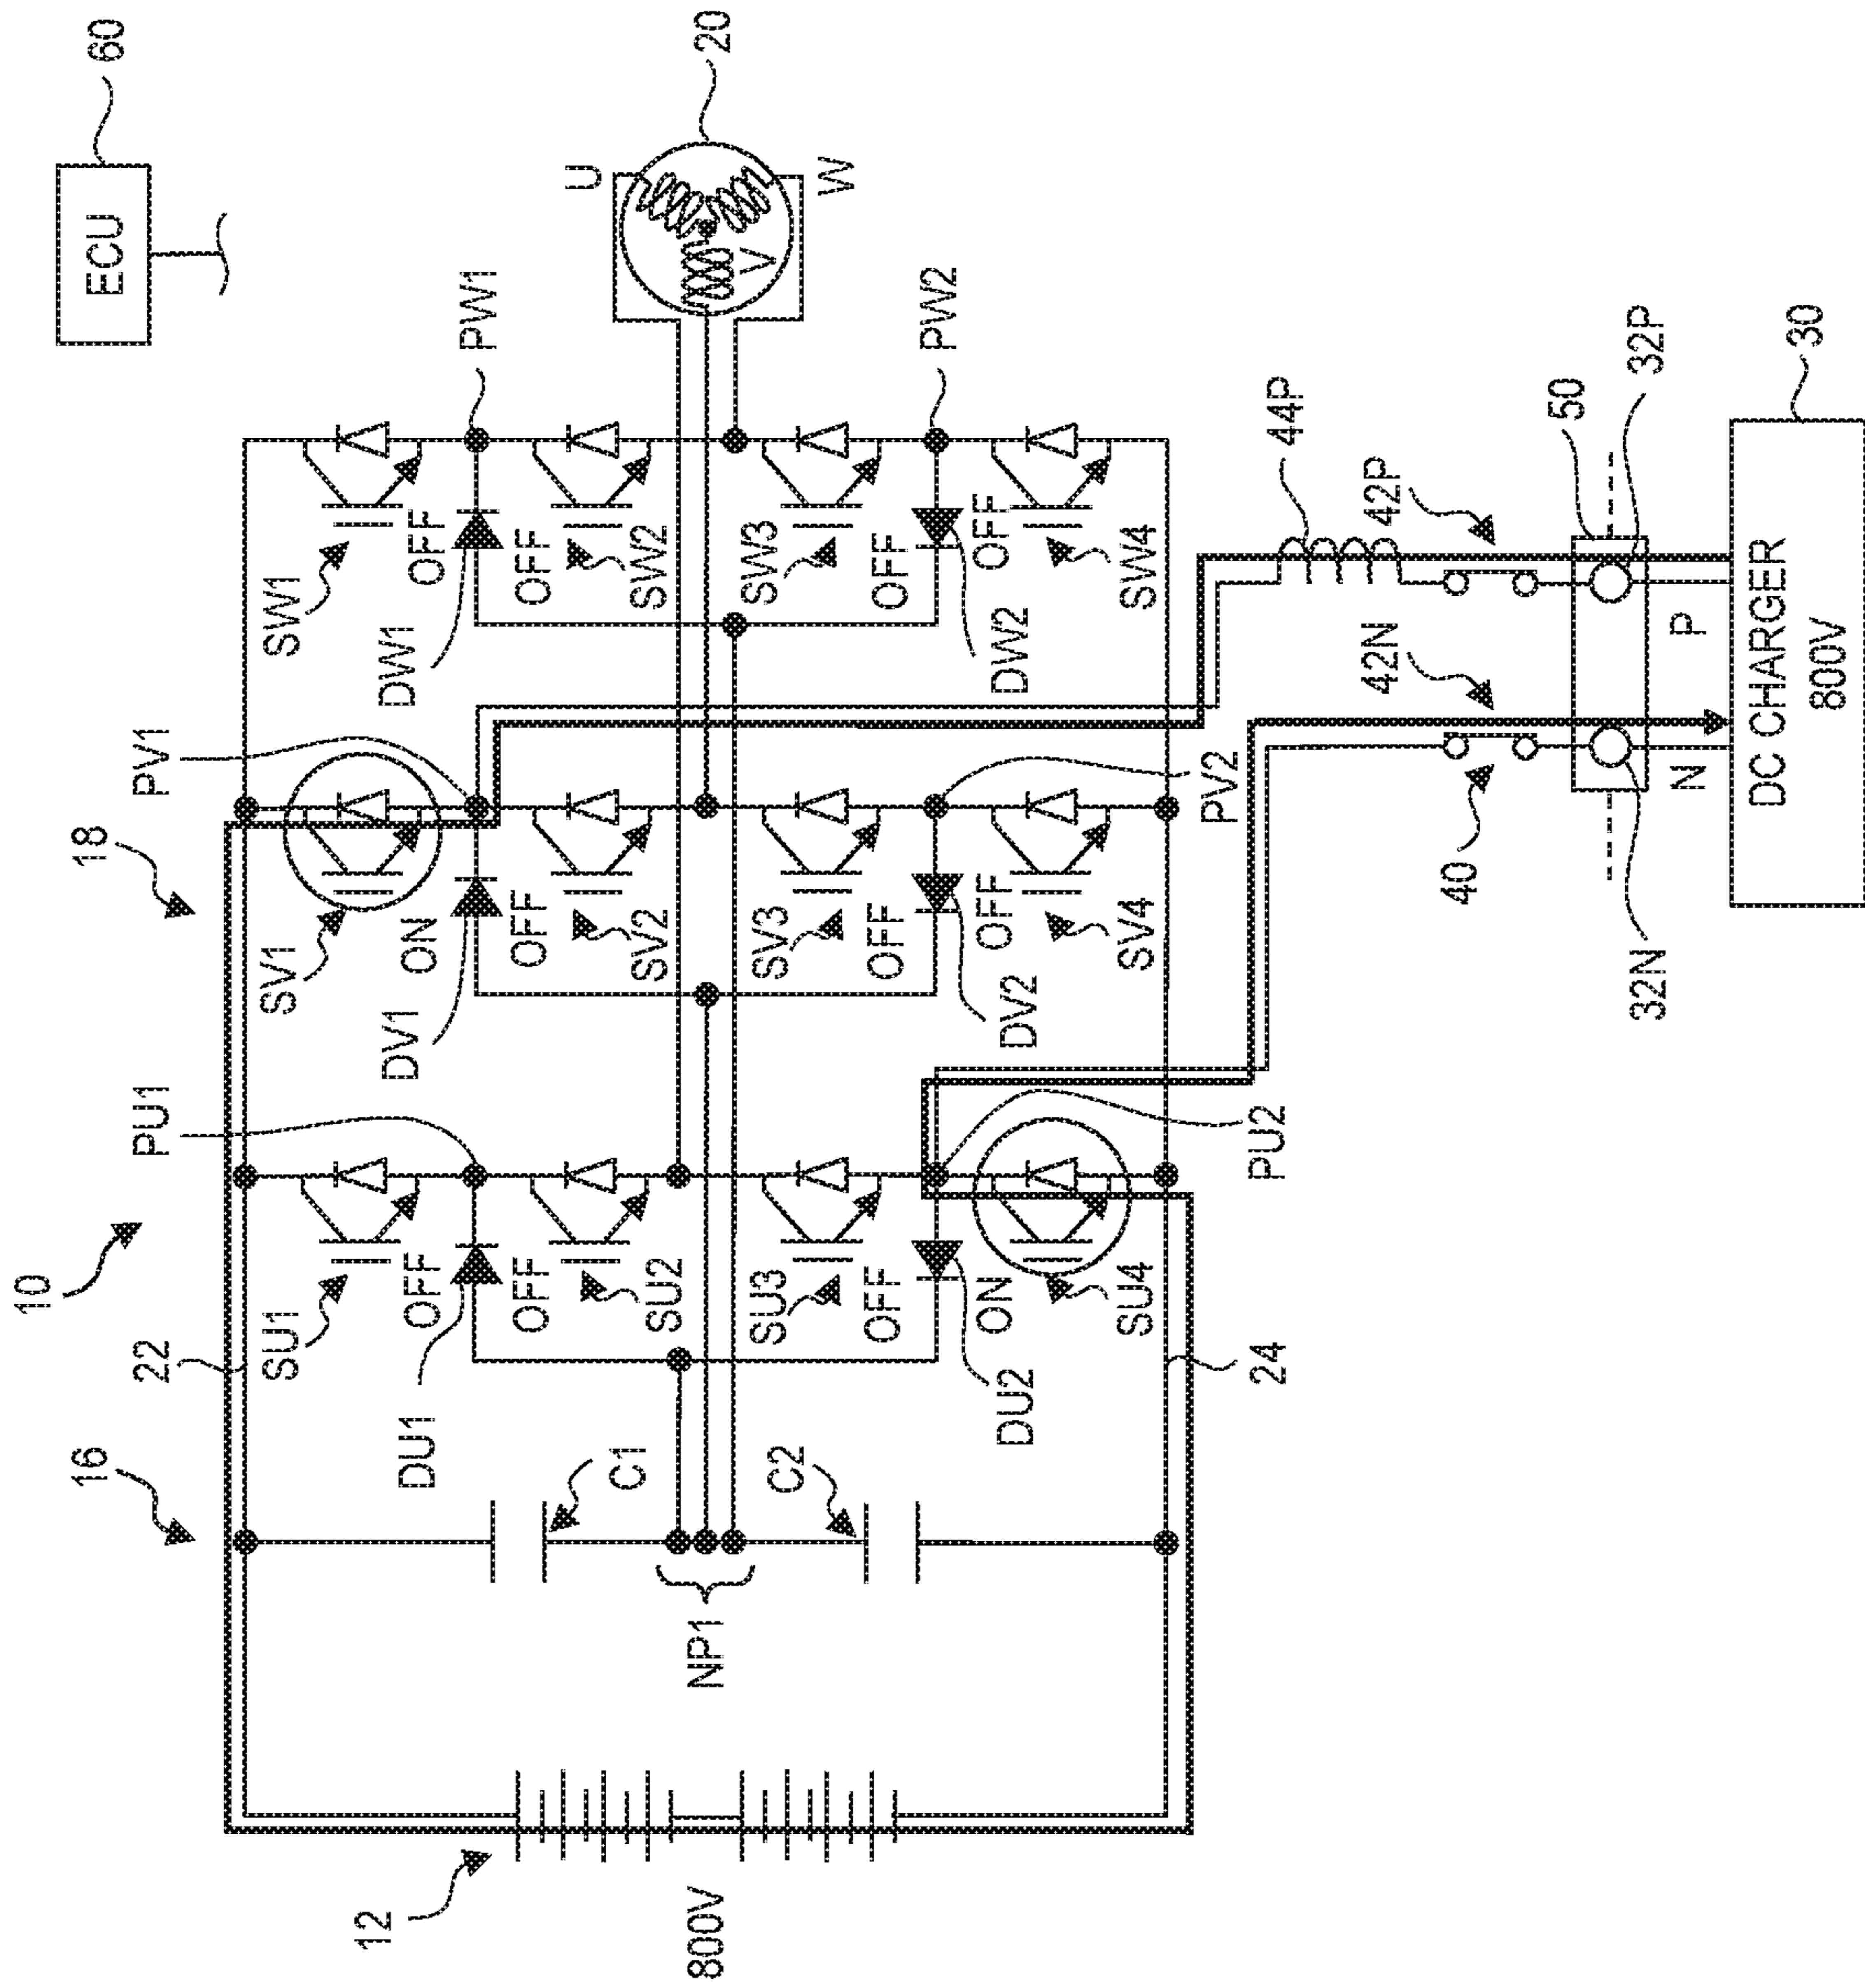 10
60
ECU
16
18
22
PU1
PV1
SU1
SV1
SW1
PW1
20
OFF
ON
OFF
DU1
DV1
DW1
OFF
OFF
OFF
SU2
SV2
SW2
U
12
C1
NP1
V
800V
C2
W
SU3
SV3
SW3
OFF
OFF
OFF
DU2
DV2
DW2
PW2
ON
OFF
OFF
SU4
SV4
SW4
24
PU2
PV2
44P
40
42N
42P
50
32N
32P
N
P
30
DC CHARGER
800V